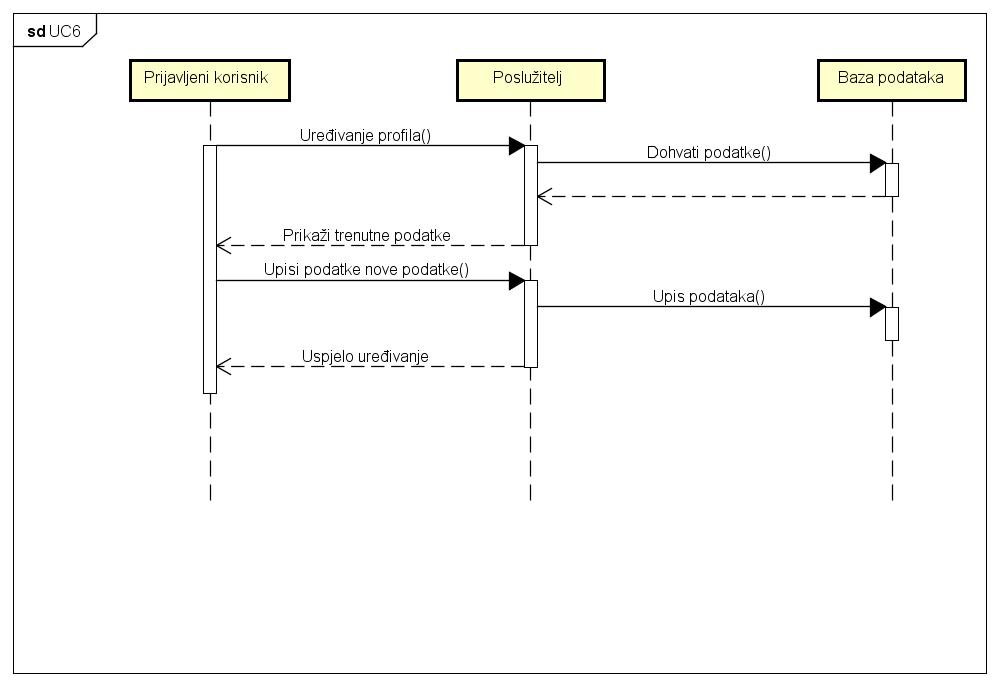 sd UC6
Prijavljeni korisnik
Poslužitelj
Baza podataka
Uređivanje profila()
Dohvati podatke()
Prikaži trenutne podatke
Upisi podatke nove podatke()
Upis podataka()
Uspjelo uređivanje